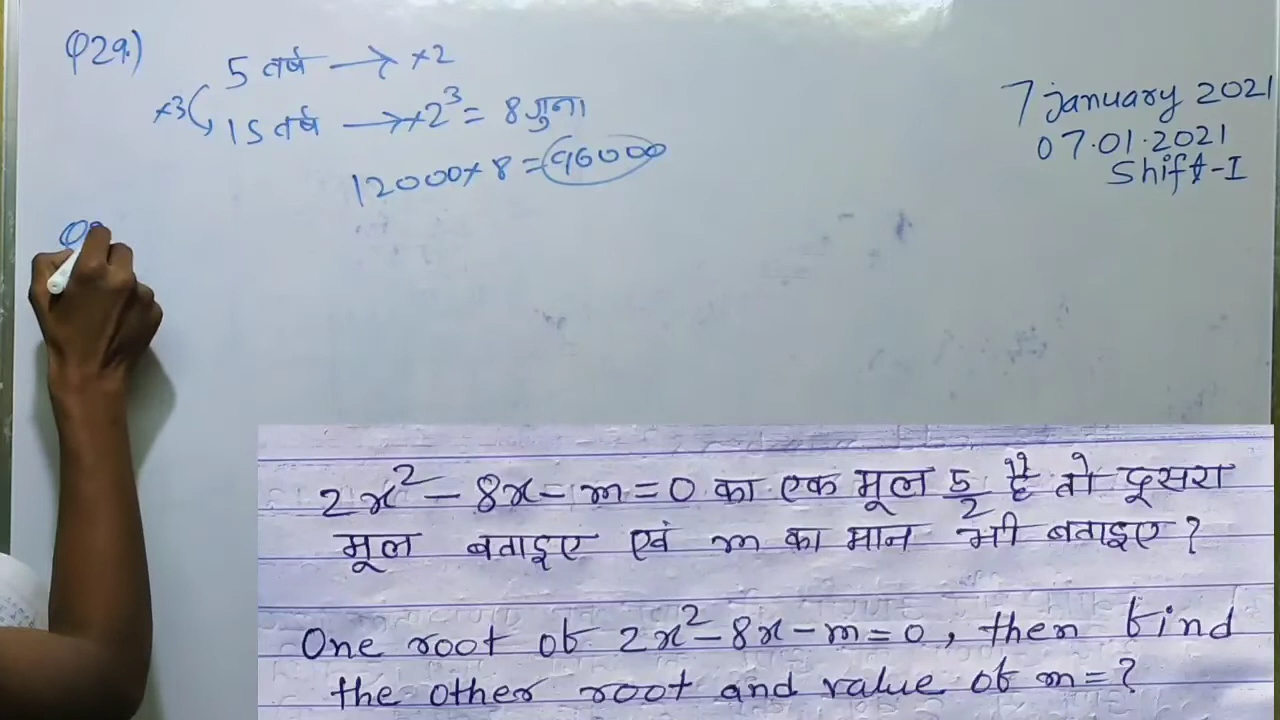 Q29.)
5 वर्ष → ×2
×3
15 वर्ष → ×2³ = 8 गुना
12000 × 8 = 96000
7 January 2021
07.01.2021
Shift-I
2x² - 8x - m = 0 का एक मूल 5/2 है तो दूसरा
मूल बताइए एवं m का मान भी बताइए ?
One root of 2x² - 8x - m = 0, then find
the other root and value of m = ?